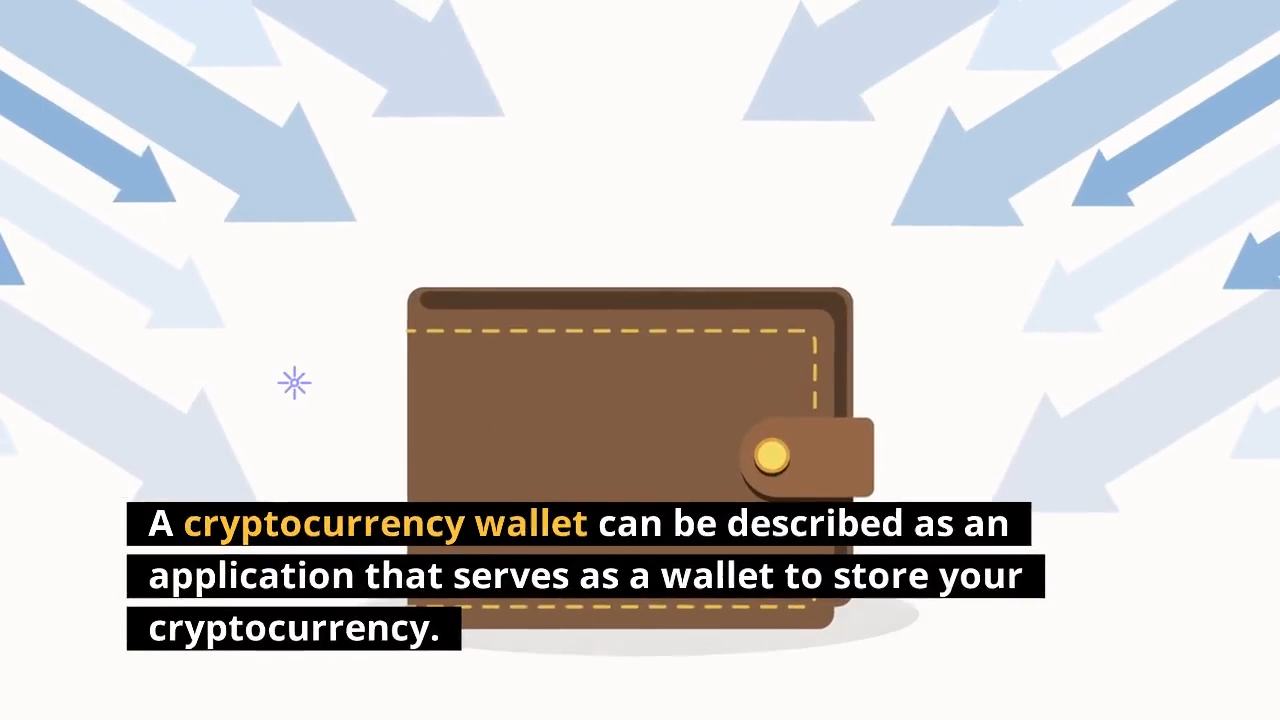 A cryptocurrency wallet can be described as an
application that serves as a wallet to store your
cryptocurrency.